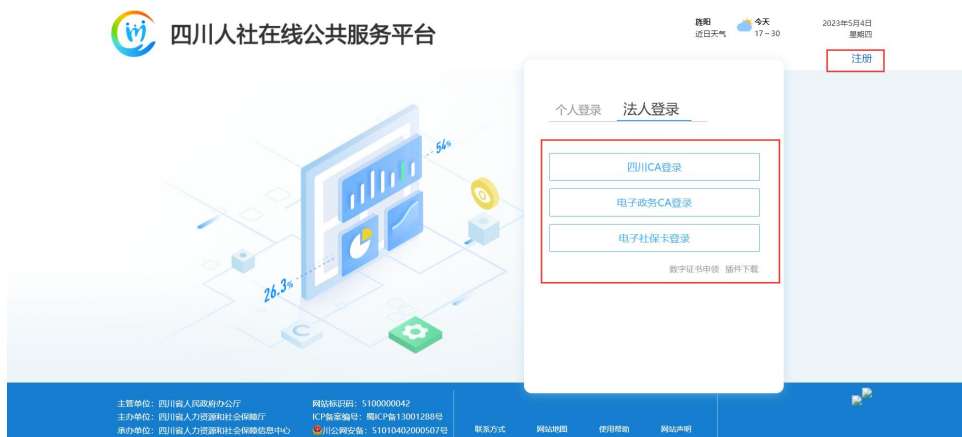 四川人社在线公共服务平台
旌阳 今天 2023年5月4日
近日天气 17~30 星期四
注册
个人登录 法人登录
54%
四川CA登录
电子政务CA登录
电子社保卡登录
数字证书申领 插件下载
26.3%
主管单位：四川省人民政府办公厅 网站标识码：5100000042
主办单位：四川省人力资源和社会保障厅 ICP备案编号：蜀ICP备13001288号
承办单位：四川省人力资源和社会保障信息中心 川公网安备：51010402000507号 联系方式 网站地图 使用帮助 网站声明